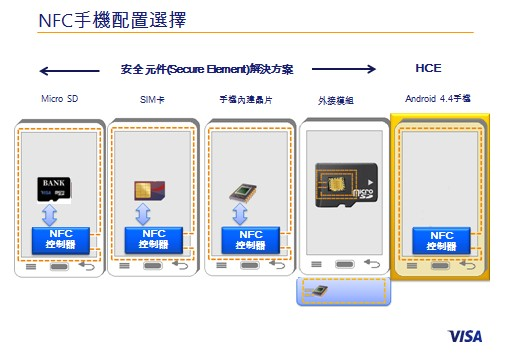 NFC手機配置選擇
安全元件(Secure Element)解決方案
HCE
Micro SD
SIM卡
手機內建晶片
外接模組
Android 4.4手機
BANK
VISA
micro
SD
NFC
控制器
NFC
控制器
NFC
控制器
NFC
控制器
VISA